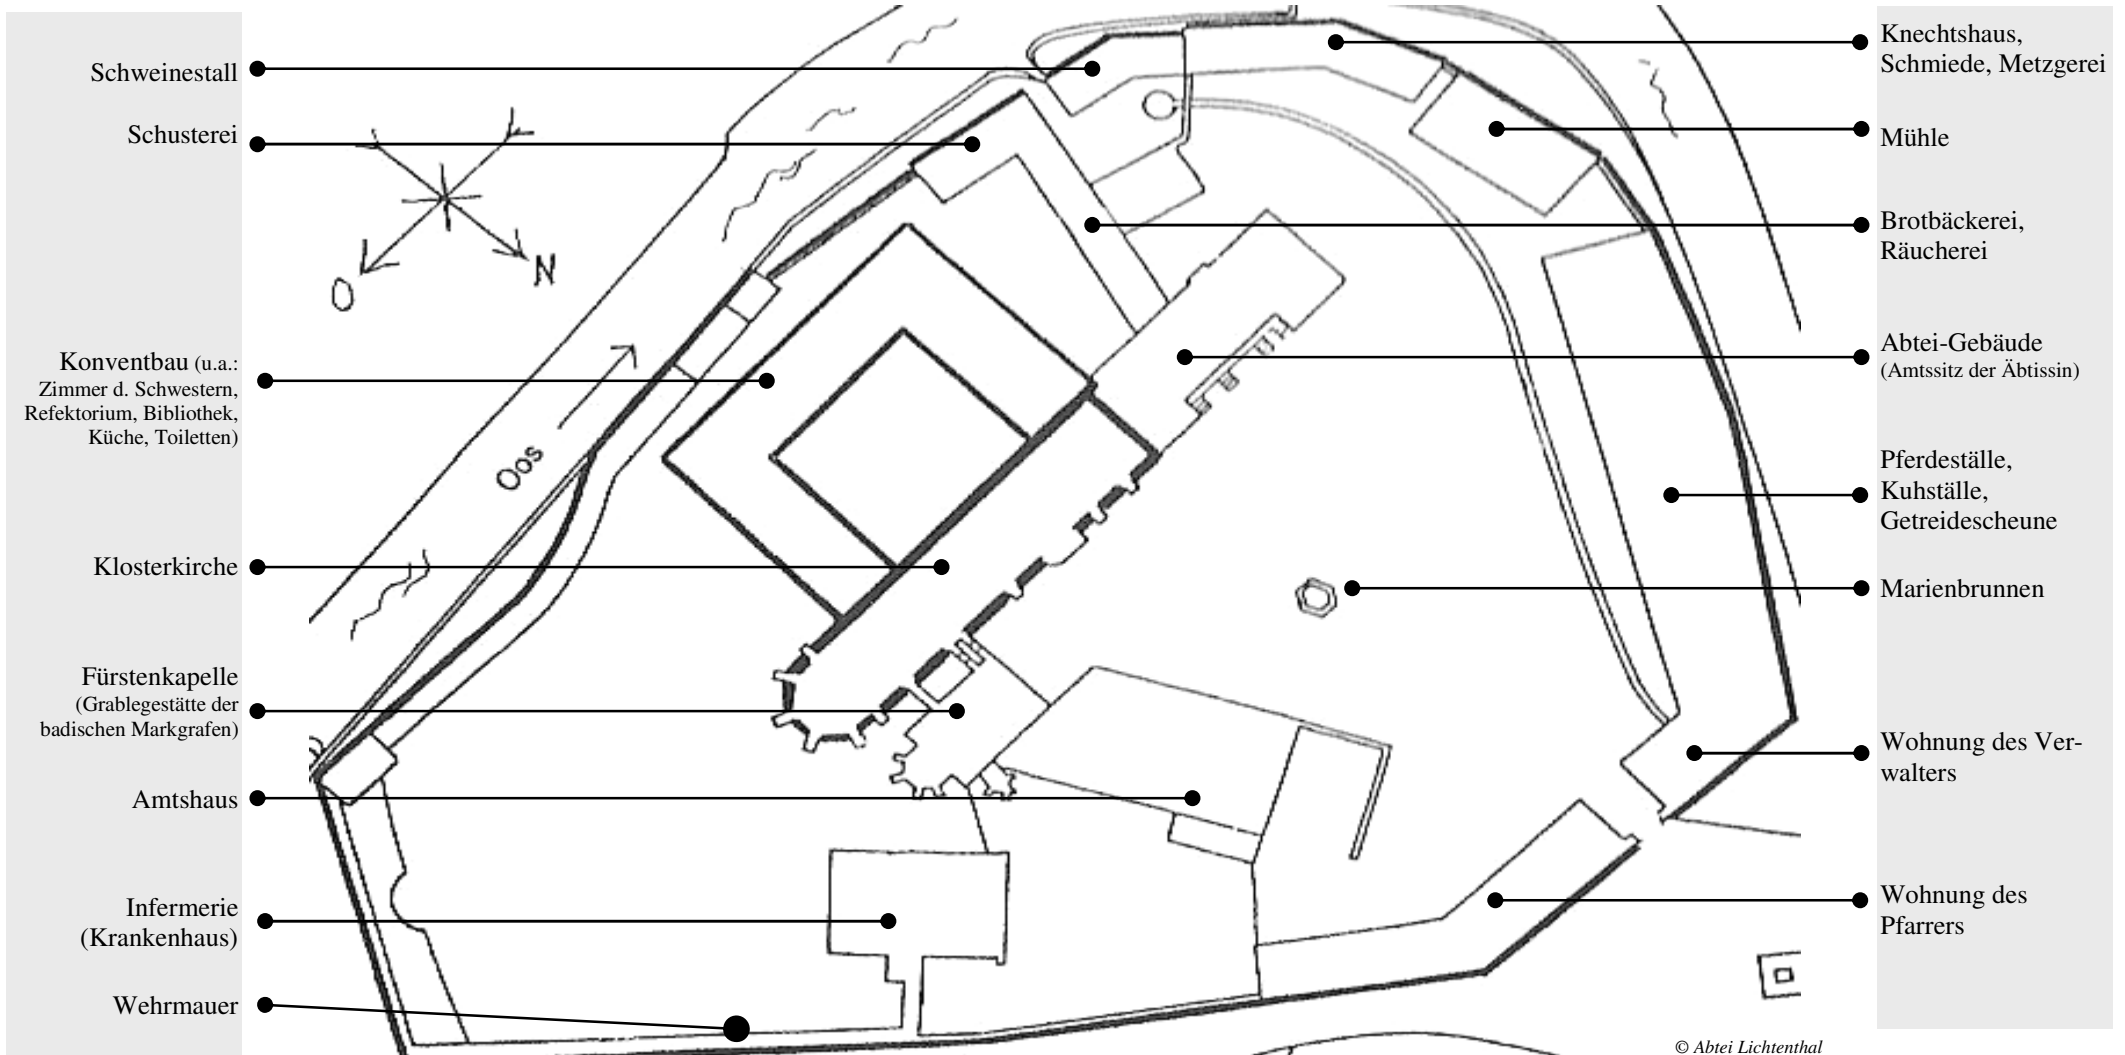 Schweinestall
Schusterei
O
N
Konventbau (u.a.:
Zimmer d. Schwestern,
Refektorium, Bibliothek,
Küche, Toiletten)
Oos
Klosterkirche
Fürstenkapelle
(Grablegestätte der
badischen Markgrafen)
Amtshaus
Infermerie
(Krankenhaus)
Wehrmauer
Knechtshaus,
Schmiede, Metzgerei
Mühle
Brotbäckerei,
Räucherei
Abtei-Gebäude
(Amtssitz der Äbtissin)
Pferdeställe,
Kuhställe,
Getreidescheune
Marienbrunnen
Wohnung des Ver-
walters
Wohnung des
Pfarrers
© Abtei Lichtenthal